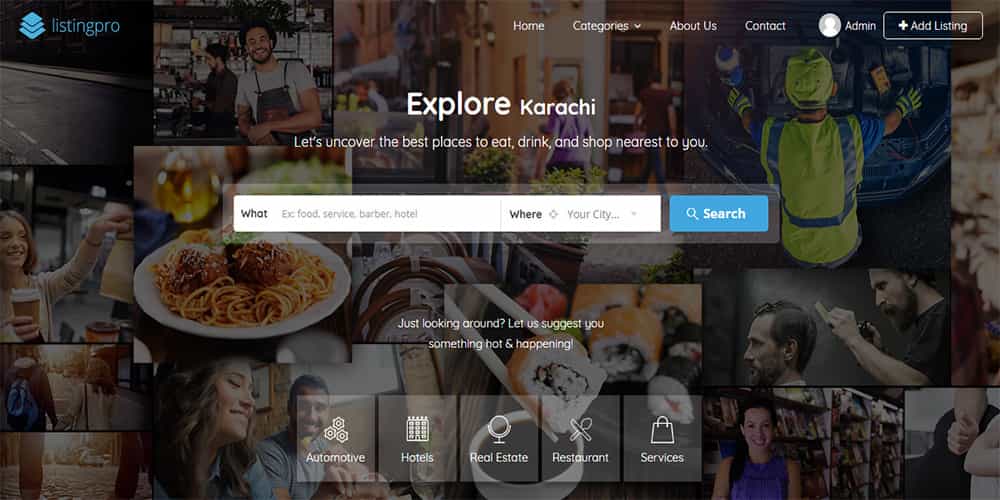 listingpro
Home Categories About Us Contact Admin + Add Listing
Explore Karachi
Let's uncover the best places to eat, drink, and shop nearest to you.
What Ex: food, service, barber, hotel Where Your City... Search
Just looking around? Let us suggest you
something hot & happening!
Automotive Hotels Real Estate Restaurant Services